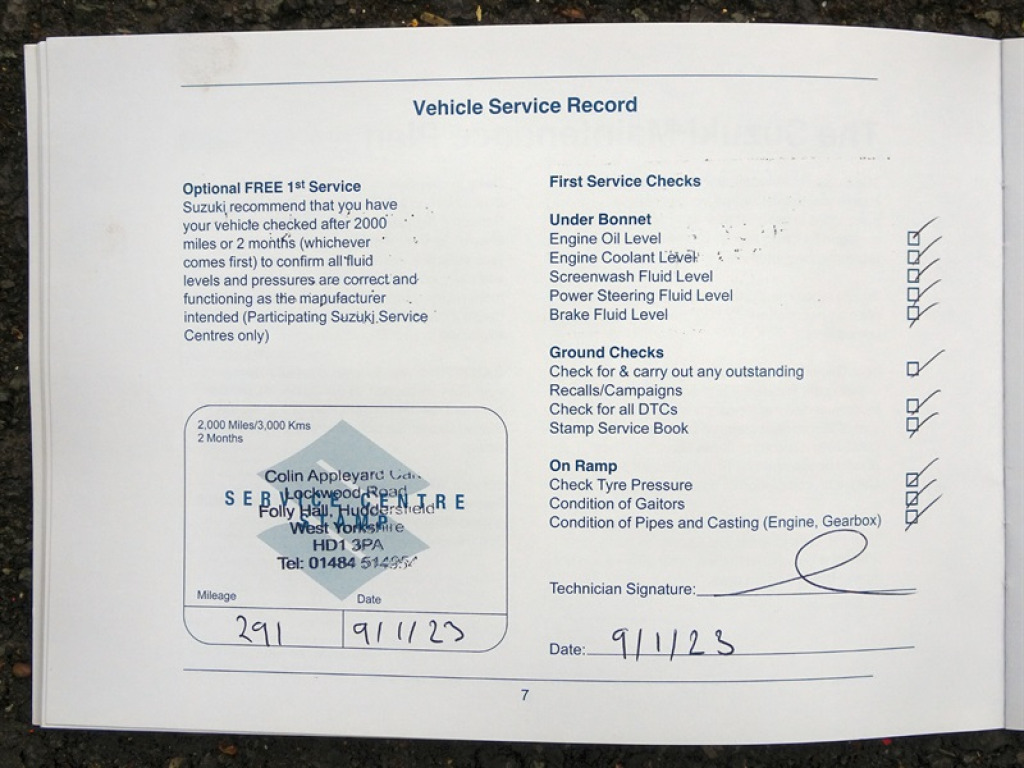 Vehicle Service Record
Optional FREE 1st Service
Suzuki recommend that you have
your vehicle checked after 2000
miles or 2 months (whichever
comes first) to confirm all fluid
levels and pressures are correct and
functioning as the mapufacturer
intended (Participating Suzuki Service
Centres only)
2,000 Miles/3,000 Kms
2 Months
SERVICE CENTRE
STAMP
Colin Appleyard
Lockwood Road
Folly Hall, Huddersfield
West Yorkshire
HD1 3PA
Tel: 01484
Mileage
Date
291
9/1/23
First Service Checks
Under Bonnet
Engine Oil Level
Engine Coolant Level
Screenwash Fluid Level
Power Steering Fluid Level
Brake Fluid Level
Ground Checks
Check for & carry out any outstanding
Recalls/Campaigns
Check for all DTCs
Stamp Service Book
On Ramp
Check Tyre Pressure
Condition of Gaitors
Condition of Pipes and Casting (Engine, Gearbox)
Technician Signature:
Date: 9/1/23
7